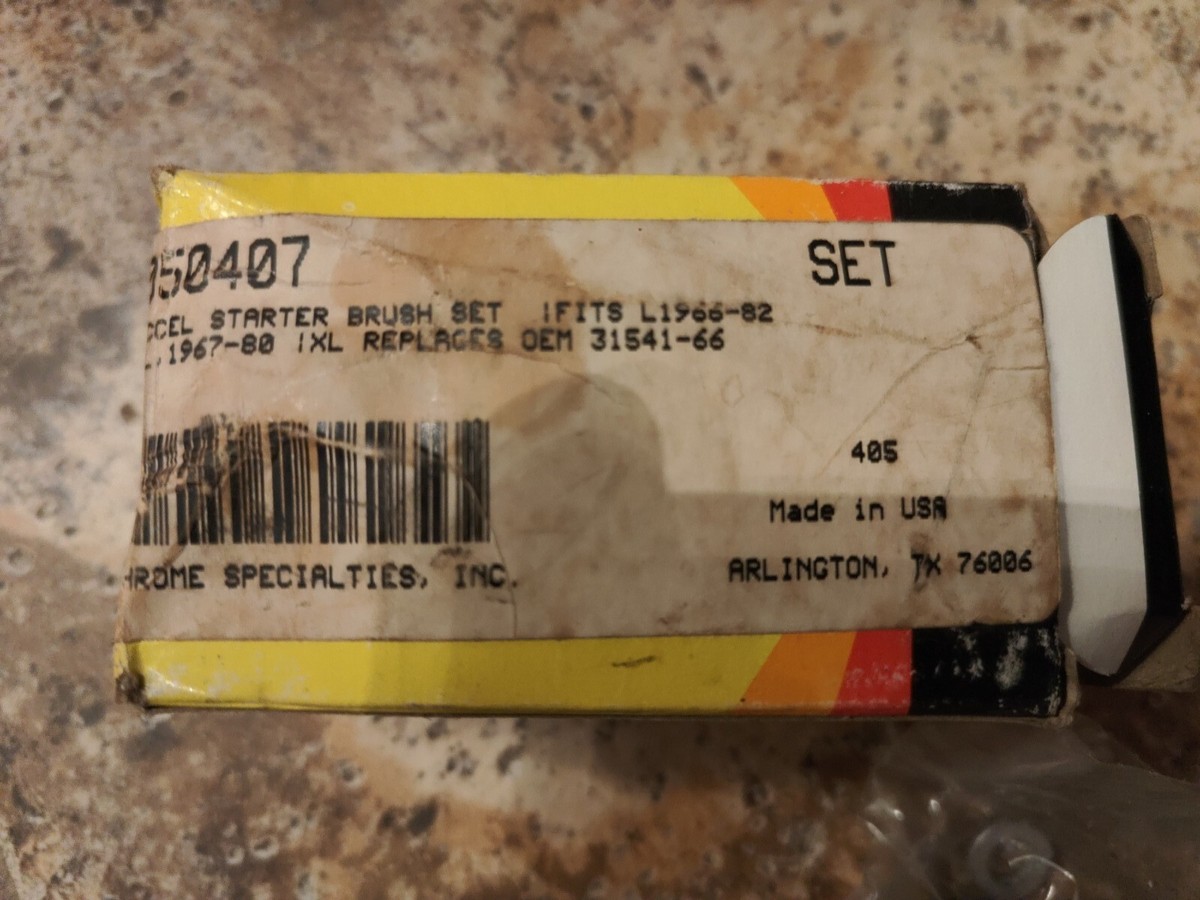 50407 SET
CCEL STARTER BRUSH SET !FITS L1966-82
1967-80 !XL REPLACES OEM 31541-66
405
Made in USA
HROME SPECIALTIES, INC. ARLINGTON, TX 76006